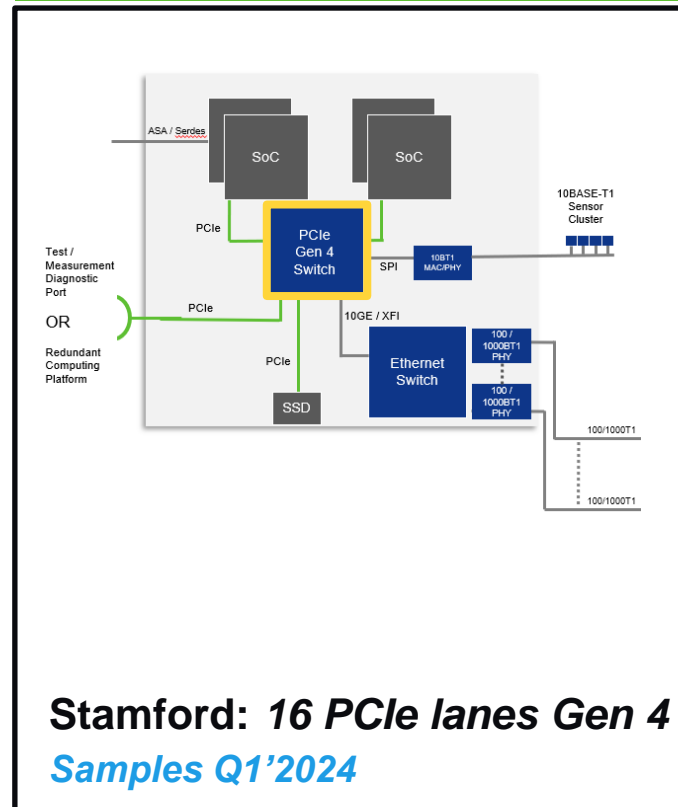 ASA / Serdes
SoC
SoC
PCIe
PCIe
Gen 4
Switch
SPI
10BT1
MAC/PHY
10BASE-T1
Sensor
Cluster
Test /
Measurement
Diagnostic
Port
OR
Redundant
Computing
Platform
PCIe
PCIe
SSD
10GE / XFI
Ethernet
Switch
100 /
1000BT1
PHY
100 /
1000BT1
PHY
100/1000T1
100/1000T1
Stamford: 16 PCIe lanes Gen 4
Samples Q1’2024